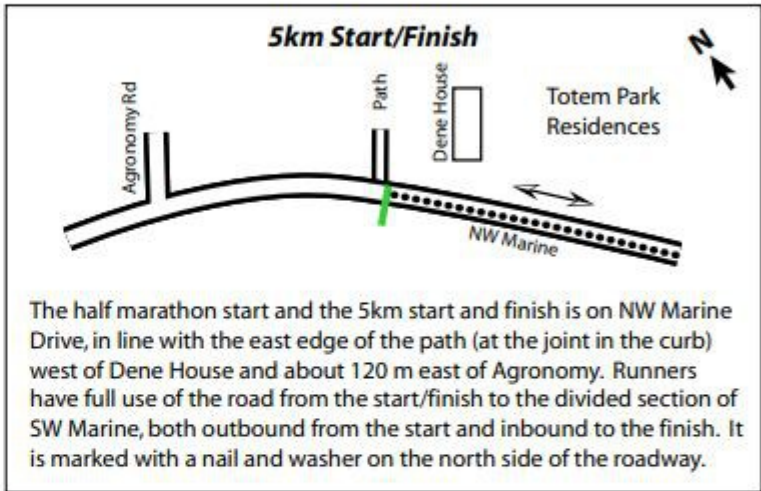 5km Start/Finish
N
Agronomy Rd
Path
Dene House
Totem Park
Residences
NW Marine
The half marathon start and the 5km start and finish is on NW Marine
Drive, in line with the east edge of the path (at the joint in the curb)
west of Dene House and about 120 m east of Agronomy. Runners
have full use of the road from the start/finish to the divided section of
SW Marine, both outbound from the start and inbound to the finish. It
is marked with a nail and washer on the north side of the roadway.